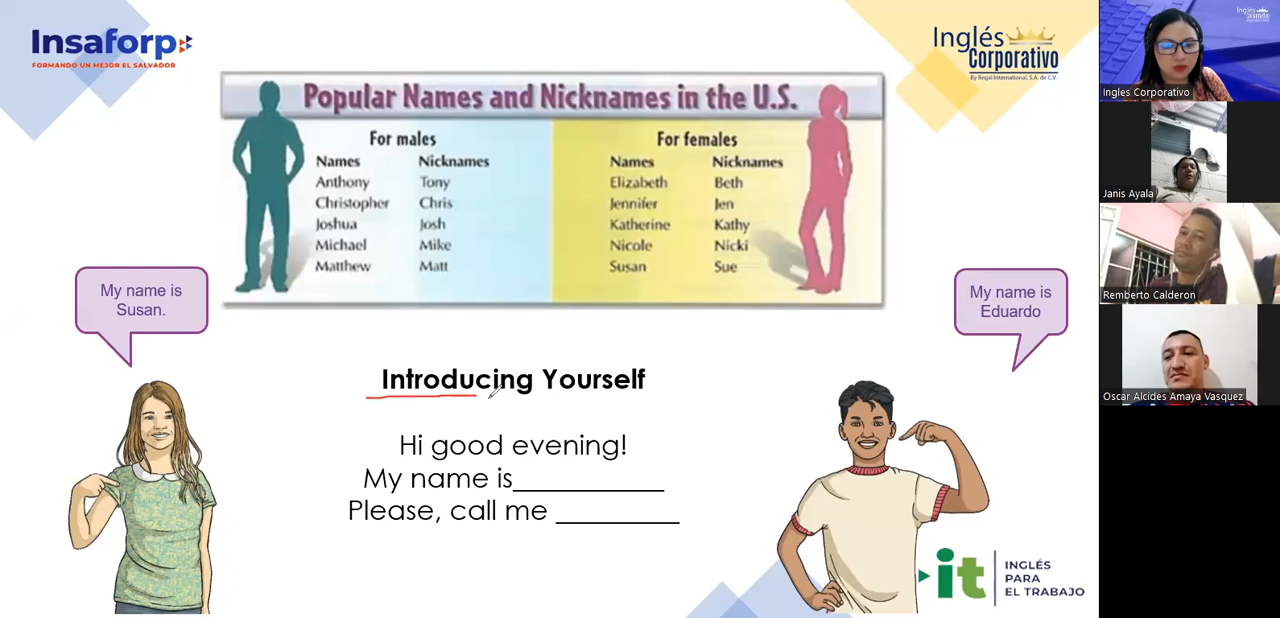 Insaforp
FORMANDO UN MEJOR EL SALVADOR
Inglés
Corporativo
By Regal International, S.A. de C.V.
Popular Names and Nicknames in the U.S.
For males
Names Nicknames
Anthony Tony
Christopher Chris
Joshua Josh
Michael Mike
Matthew Matt
For females
Names Nicknames
Elizabeth Beth
Jennifer Jen
Katherine Kathy
Nicole Nicki
Susan Sue
My name is
Susan.
My name is
Eduardo
Introducing Yourself
Hi good evening!
My name is___________
Please, call me _________
it
INGLÉS
PARA
EL TRABAJO
Ingles Corporativo
Janis Ayala
Remberto Calderon
Oscar Alcides Amaya Vasquez